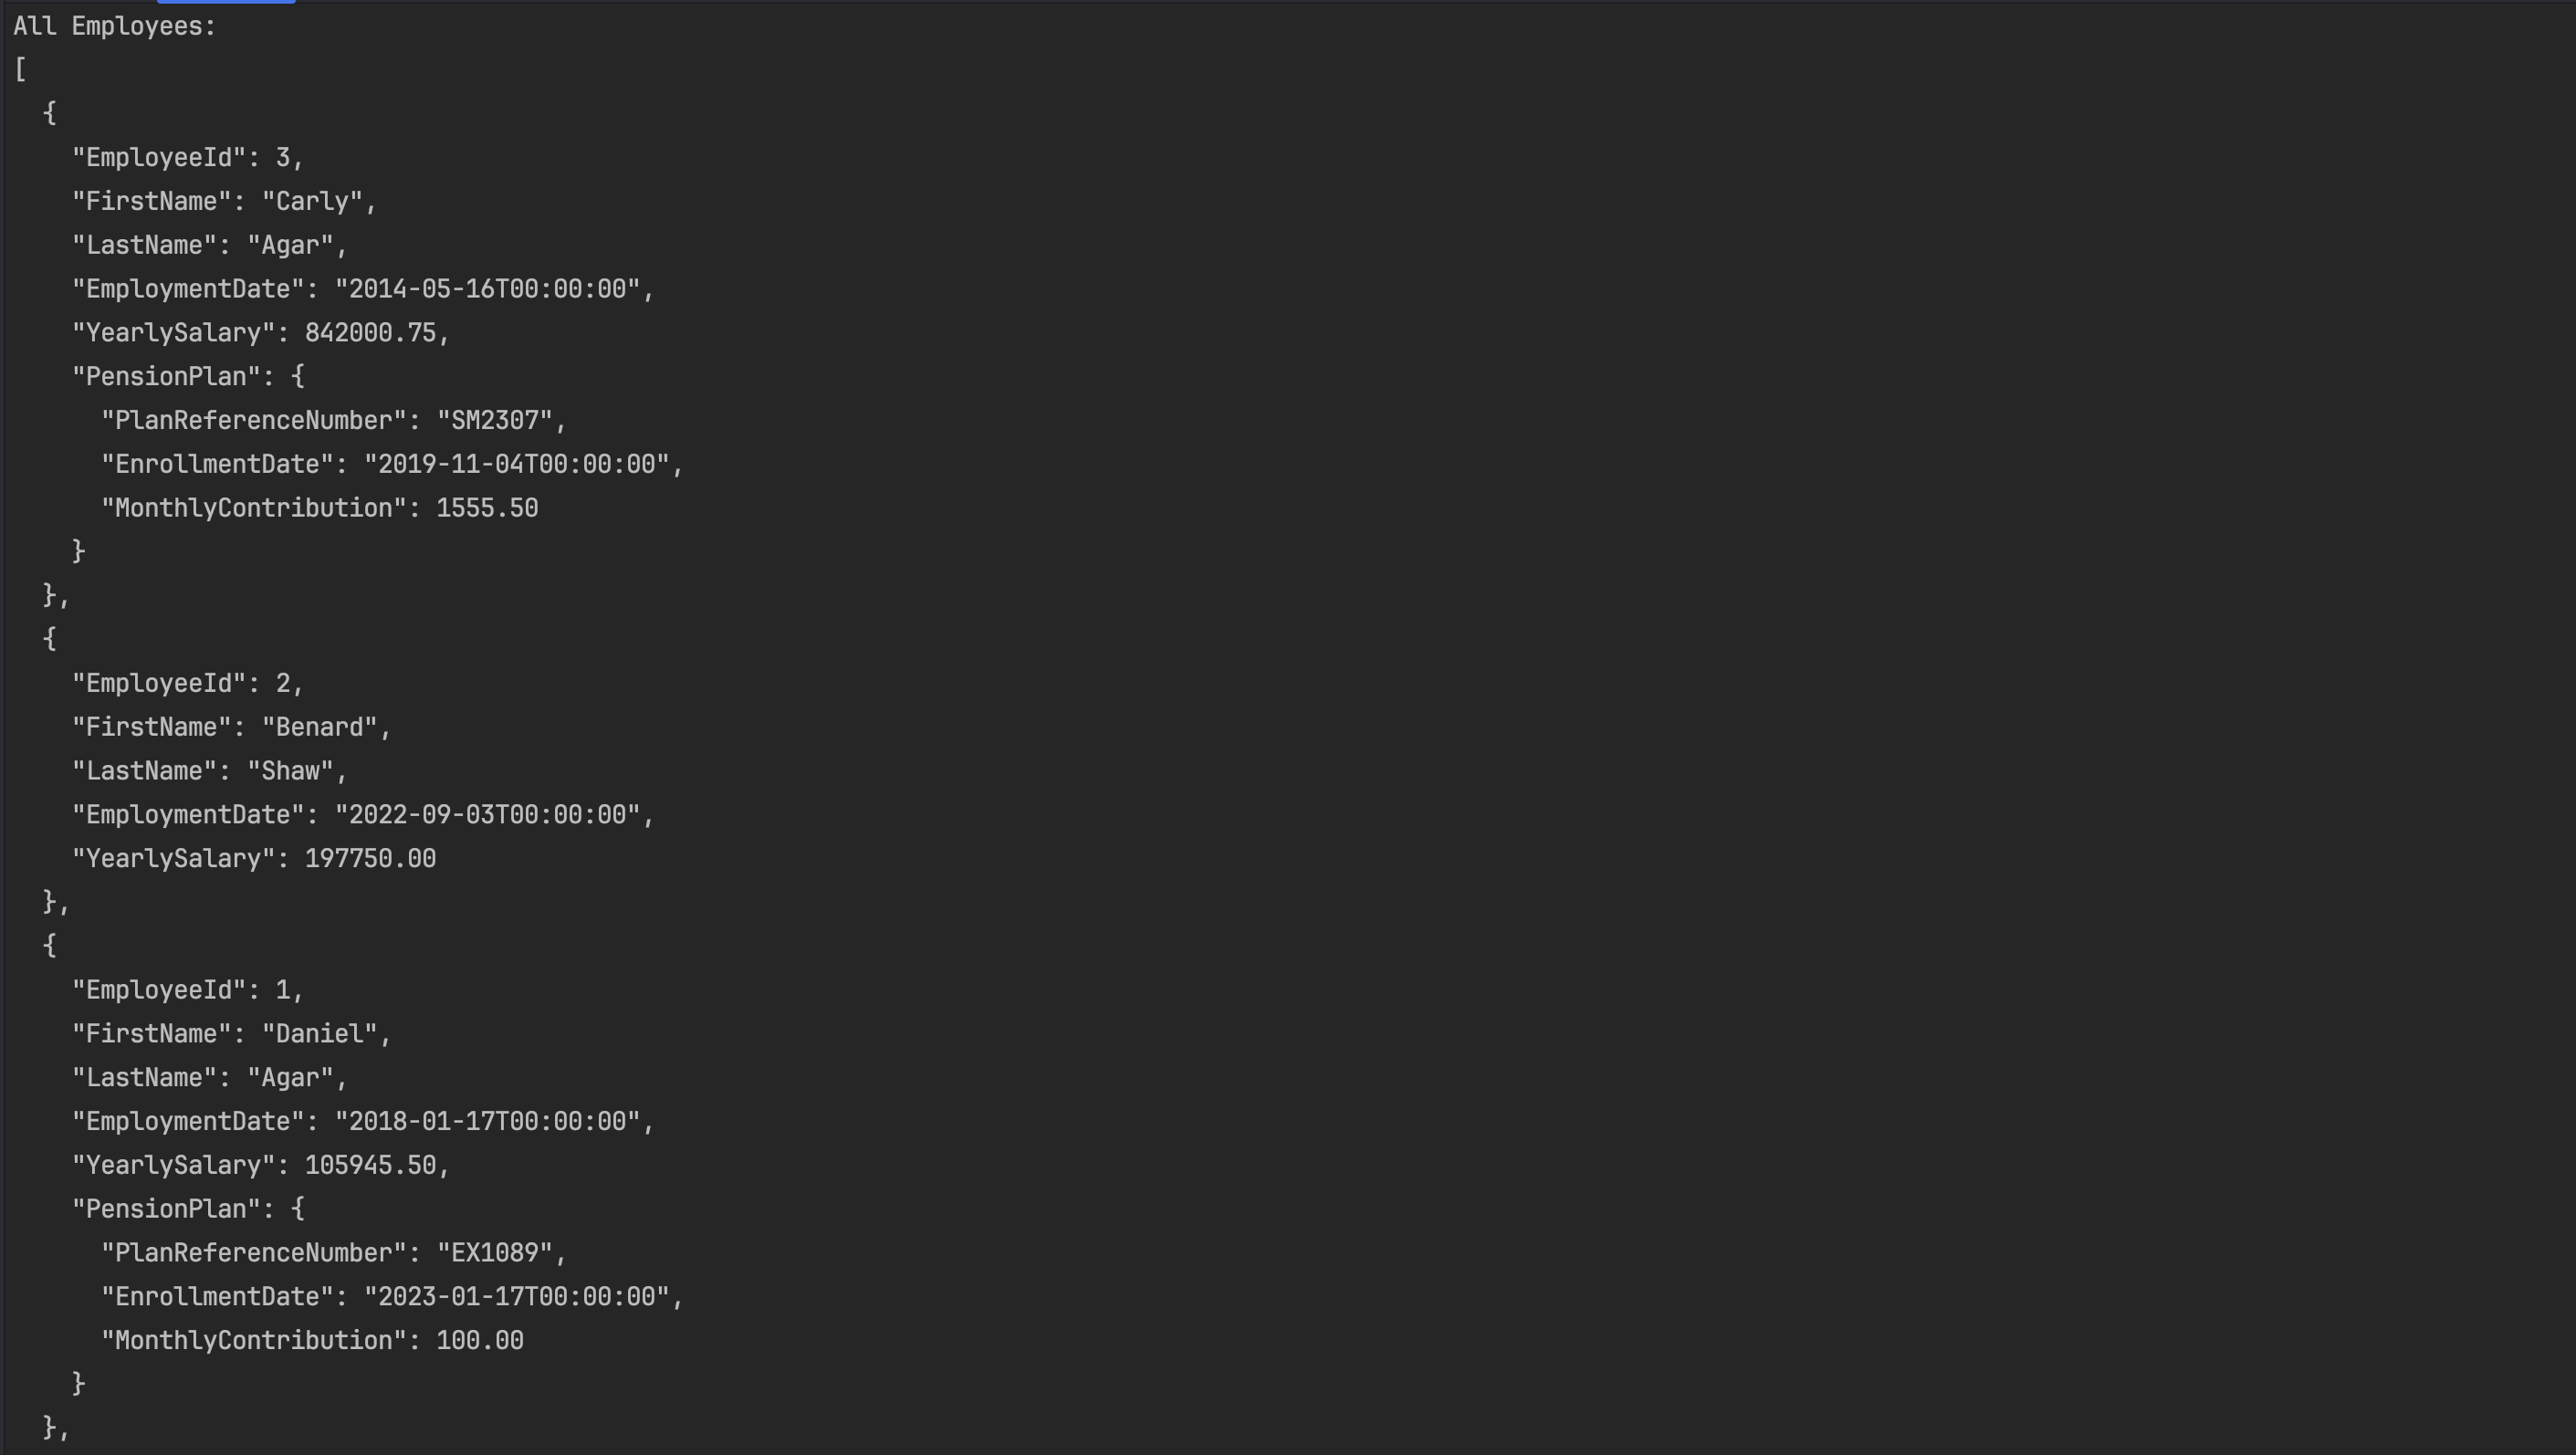 All Employees:
[
  {
    "EmployeeId": 3,
    "FirstName": "Carly",
    "LastName": "Agar",
    "EmploymentDate": "2014-05-16T00:00:00",
    "YearlySalary": 842000.75,
    "PensionPlan": {
      "PlanReferenceNumber": "SM2307",
      "EnrollmentDate": "2019-11-04T00:00:00",
      "MonthlyContribution": 1555.50
    }
  },
  {
    "EmployeeId": 2,
    "FirstName": "Benard",
    "LastName": "Shaw",
    "EmploymentDate": "2022-09-03T00:00:00",
    "YearlySalary": 197750.00
  },
  {
    "EmployeeId": 1,
    "FirstName": "Daniel",
    "LastName": "Agar",
    "EmploymentDate": "2018-01-17T00:00:00",
    "YearlySalary": 105945.50,
    "PensionPlan": {
      "PlanReferenceNumber": "EX1089",
      "EnrollmentDate": "2023-01-17T00:00:00",
      "MonthlyContribution": 100.00
    }
  },